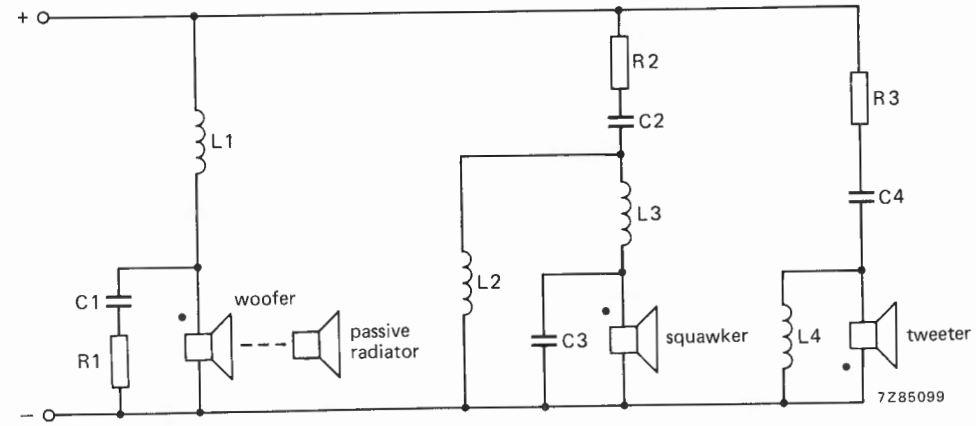 +
R2
R3
C2
L1
C4
L3
L2
C1
woofer
R1
passive
radiator
C3
squawker
L4
tweeter
7Z85099
−